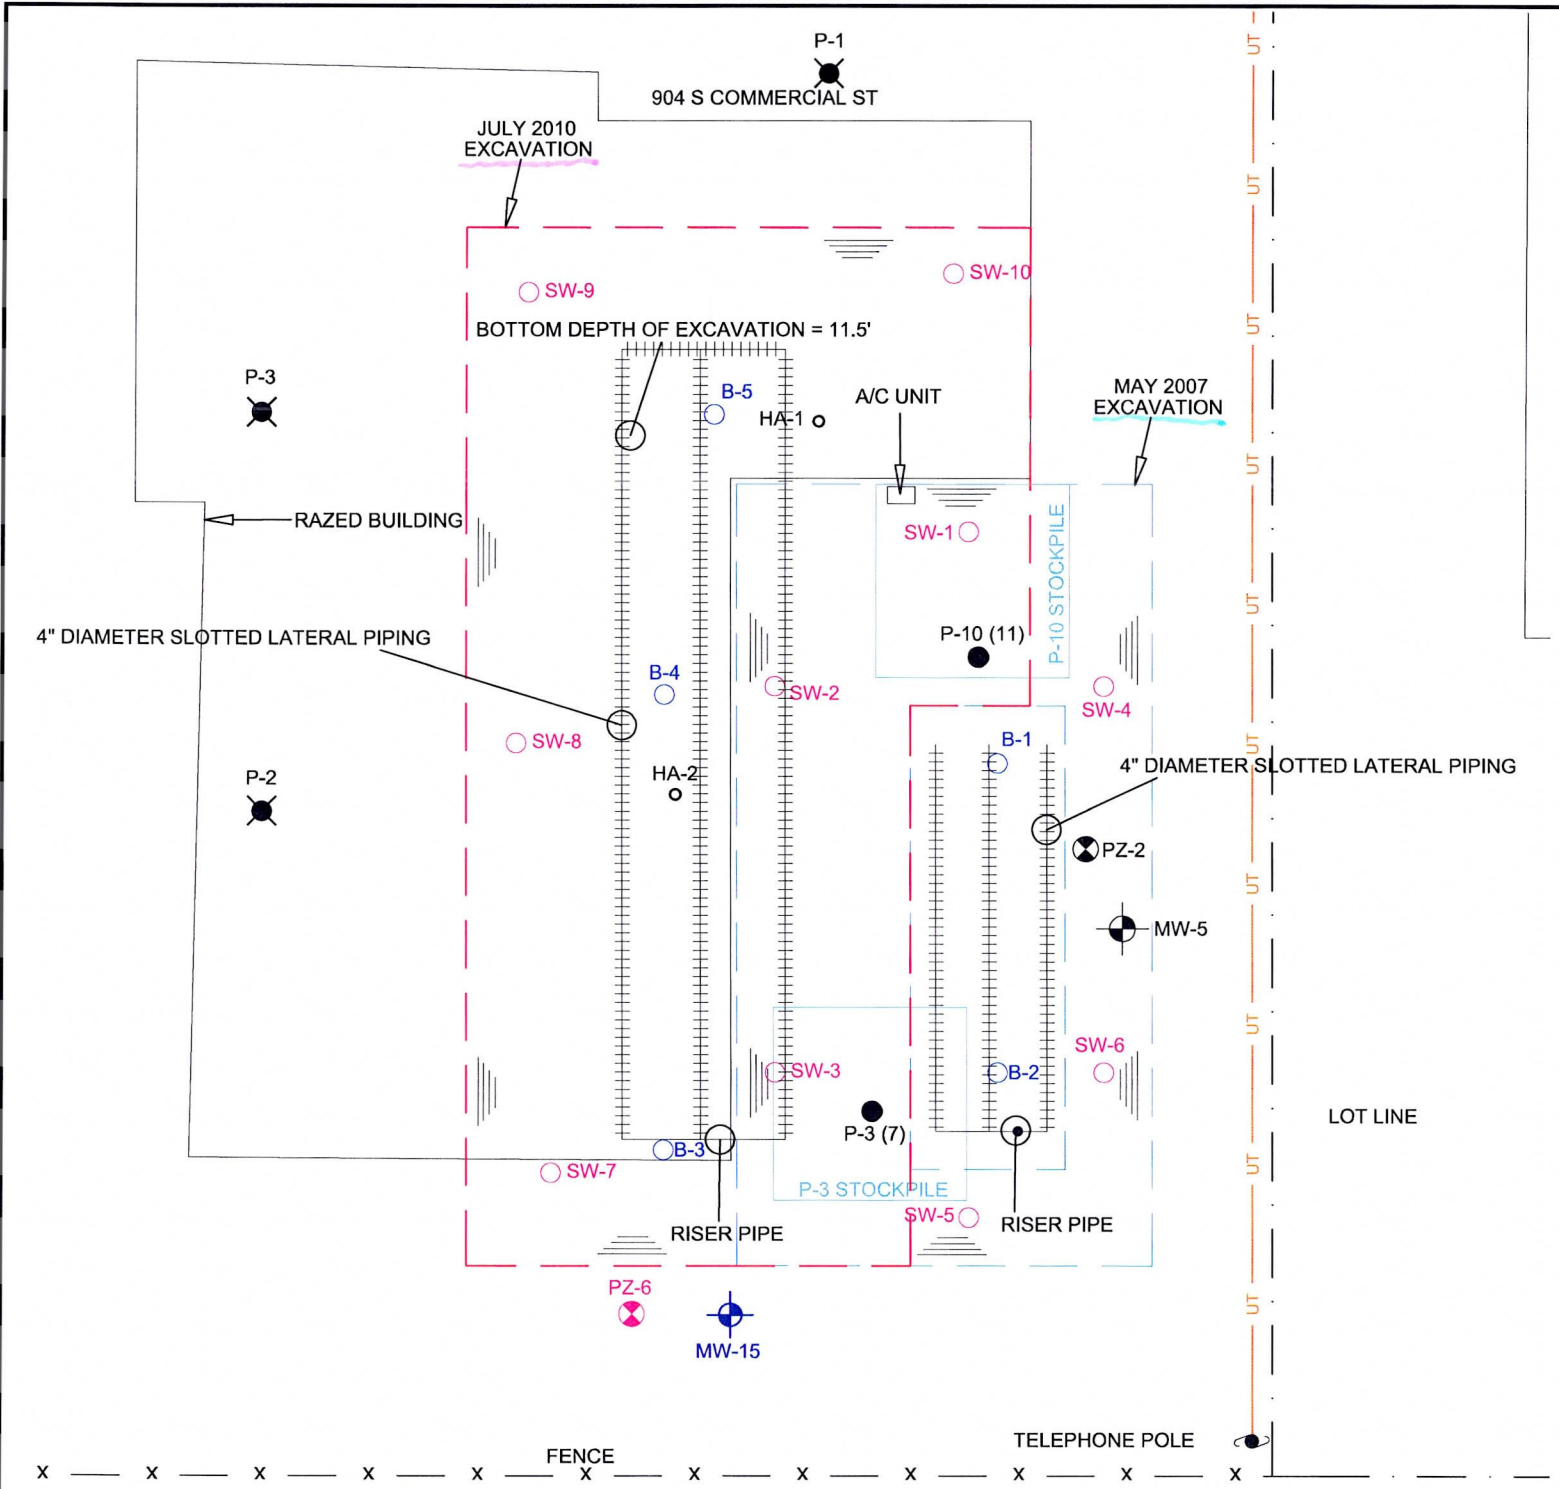 P-1
904 S COMMERCIAL ST
UT
JULY 2010
EXCAVATION
UT
SW-10
SW-9
BOTTOM DEPTH OF EXCAVATION = 11.5'
UT
P-3
B-5
HA-1
A/C UNIT
MAY 2007
EXCAVATION
UT
RAZED BUILDING
SW-1
P-10 STOCKPILE
UT
4" DIAMETER SLOTTED LATERAL PIPING
P-10 (11)
B-4
SW-2
SW-4
SW-8
B-1
UT
HA-2
P-2
4" DIAMETER SLOTTED LATERAL PIPING
PZ-2
UT
MW-5
UT
SW-3
B-2
SW-6
P-3 (7)
LOT LINE
B-3
SW-7
UT
P-3 STOCKPILE
SW-5
RISER PIPE
RISER PIPE
PZ-6
UT
MW-15
TELEPHONE POLE
FENCE
X X X X X X X X X X X X